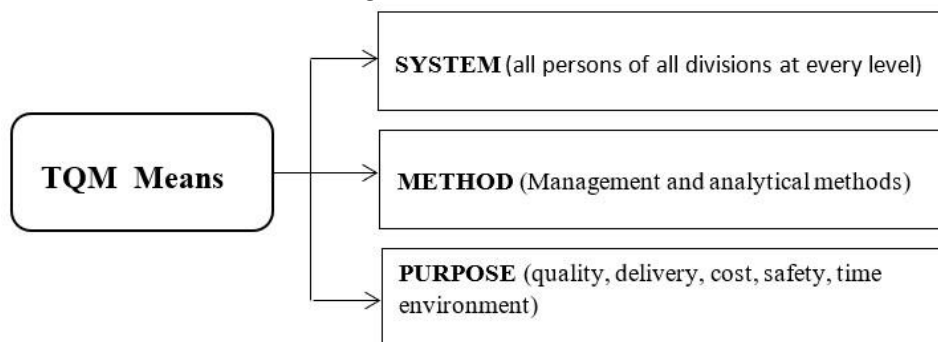 SYSTEM (all persons of all divisions at every level)
TQM Means
METHOD (Management and analytical methods)
PURPOSE (quality, delivery, cost, safety, time
environment)